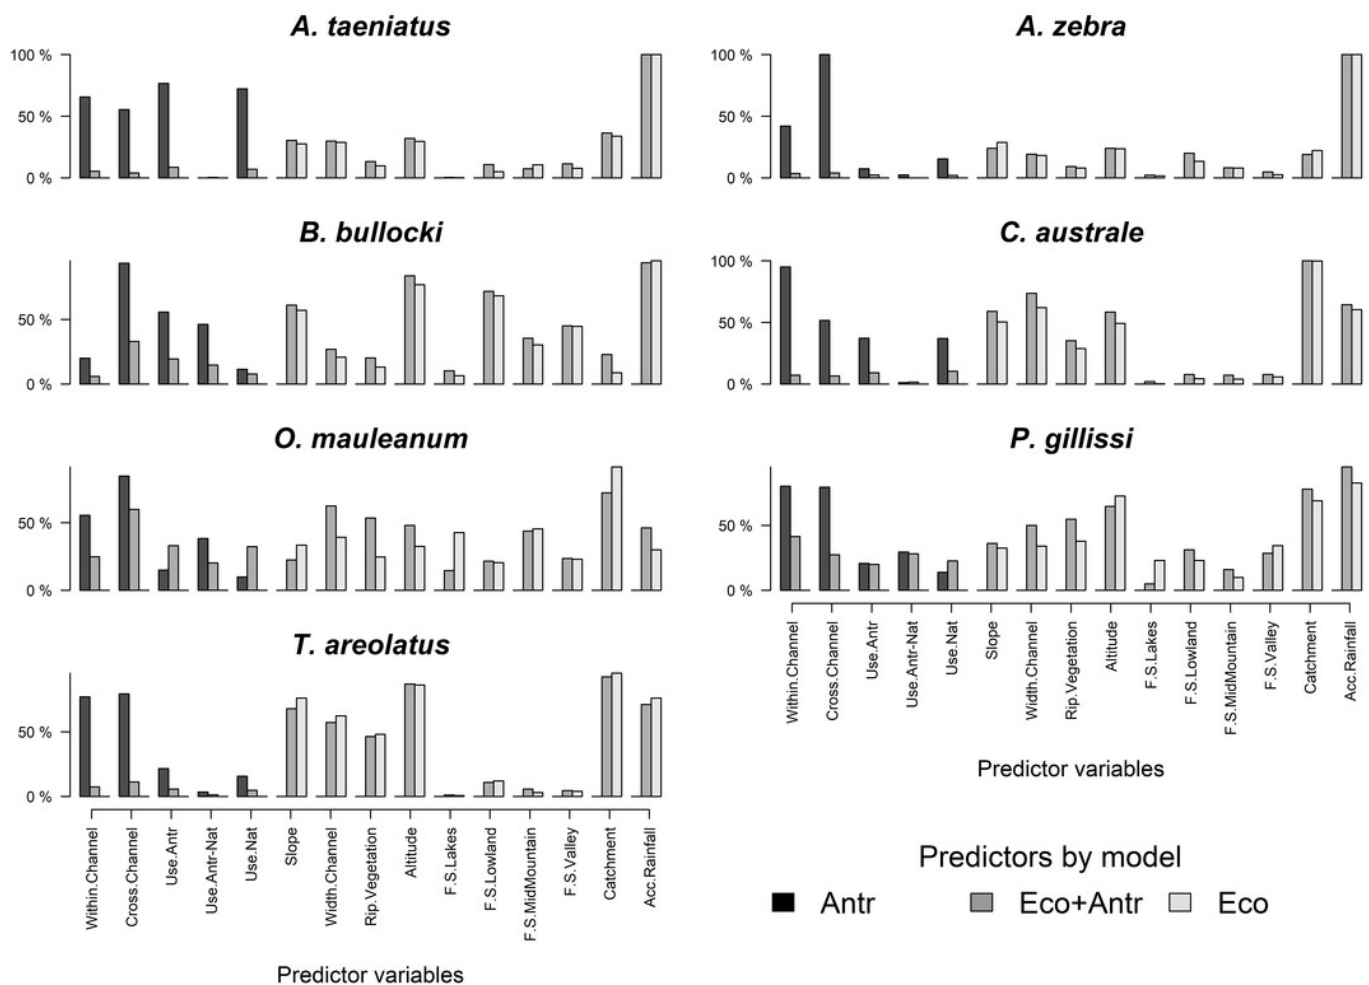 A. taeniatus
100 %
50 %
0 %
A. zebra
100 %
50 %
0 %
B. bullocki
50 %
0 %
C. australe
100 %
50 %
0 %
O. mauleanum
50 %
0 %
P. gillissi
50 %
0 %
Within.Channel
Cross.Channel
Use.Antr
Use.Antr-Nat
Use.Nat
Slope
Width.Channel
Rip.Vegetation
Altitude
F.S.Lakes
F.S.Lowland
F.S.MidMountain
F.S.Valley
Catchment
Acc.Rainfall
Predictor variables
T. areolatus
50 %
0 %
Within.Channel
Cross.Channel
Use.Antr
Use.Antr-Nat
Use.Nat
Slope
Width.Channel
Rip.Vegetation
Altitude
F.S.Lakes
F.S.Lowland
F.S.MidMountain
F.S.Valley
Catchment
Acc.Rainfall
Predictor variables
Predictors by model
Antr
Eco+Antr
Eco